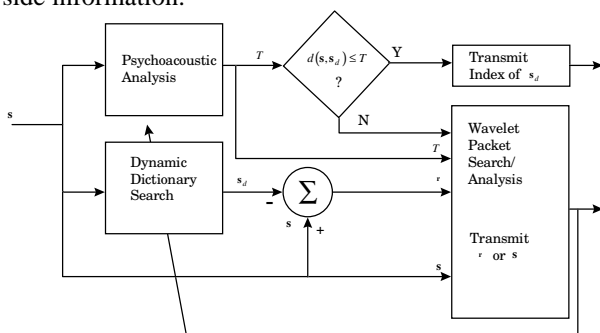 side information.
Psychoacoustic
Analysis
T
d(s,s_d) ≤ T
?
Y
Transmit
Index of s_d
s
N
Dynamic
Dictionary
Search
s_d
-
Σ
s
+
Wavelet
Packet
Search/
Analysis
T
r
Transmit
r or s
s